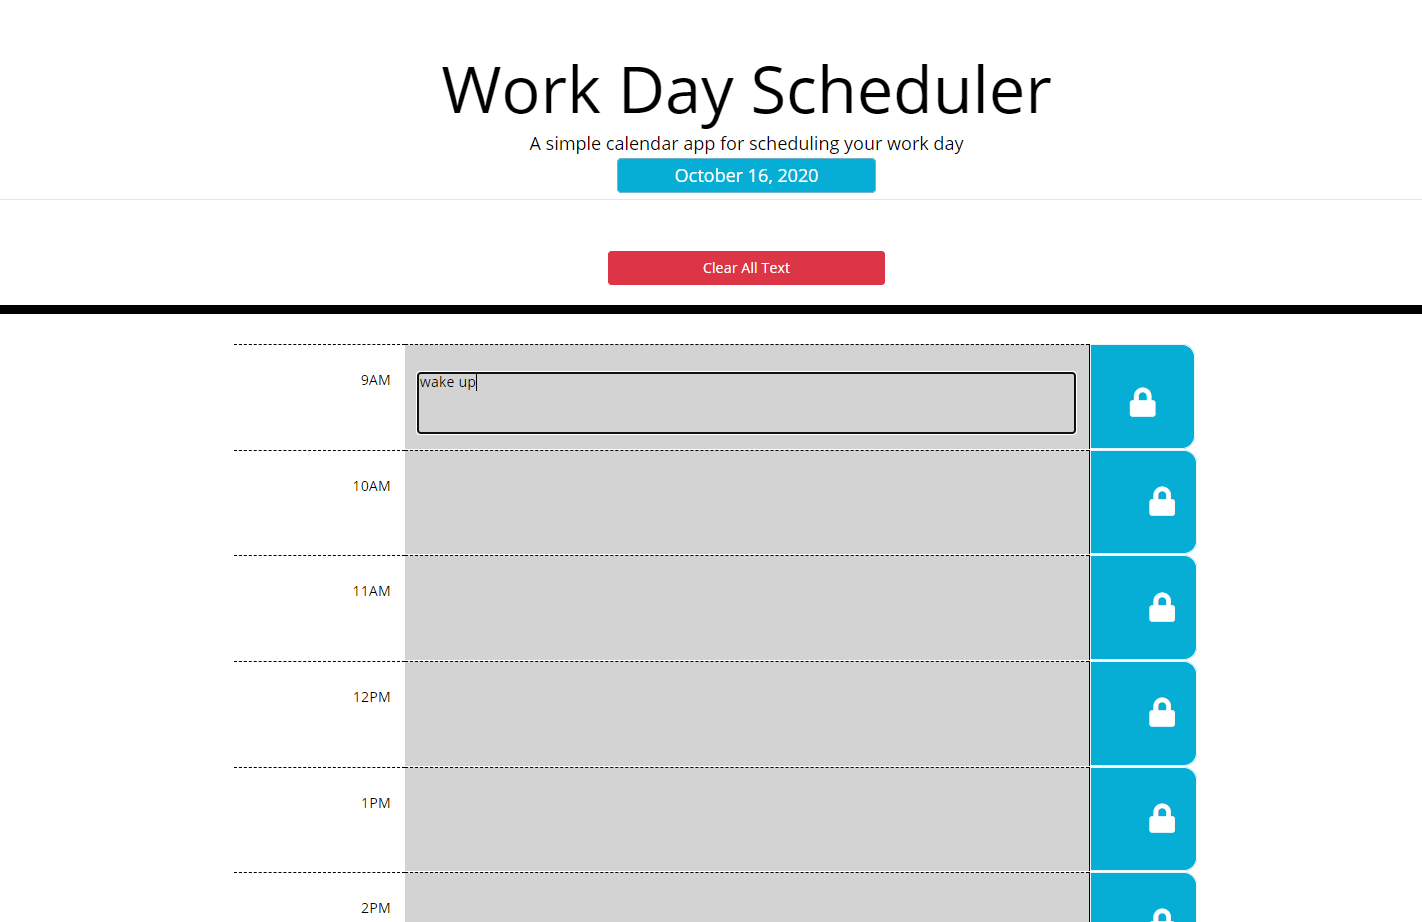 Work Day Scheduler
A simple calendar app for scheduling your work day
October 16, 2020
Clear All Text
9AM
wake up
10AM
11AM
12PM
1PM
2PM